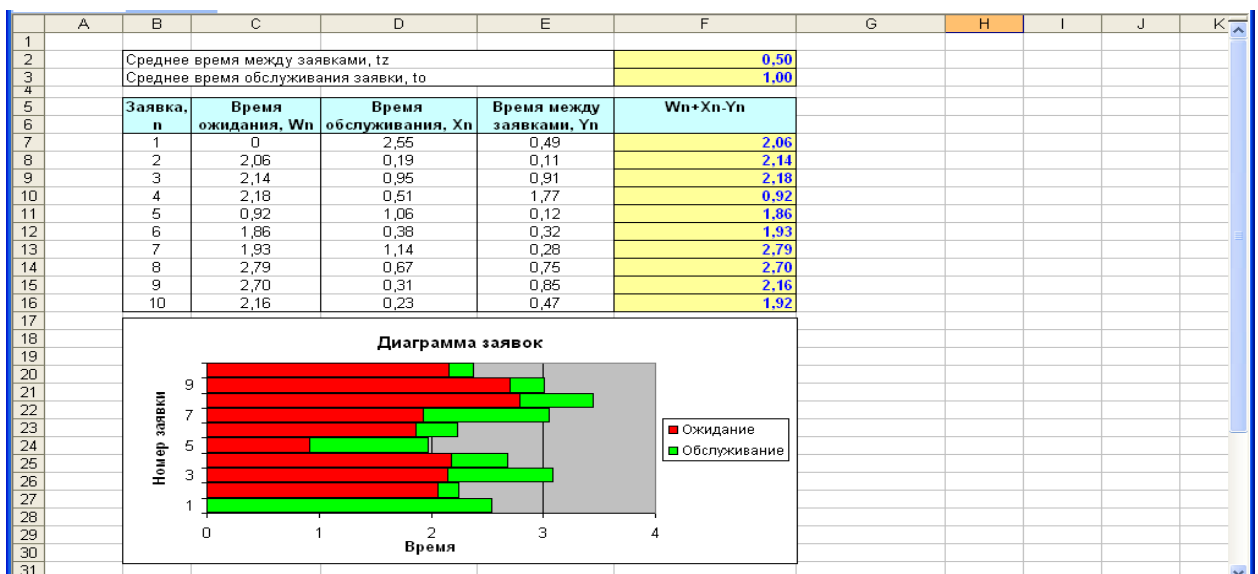 A B C D E F G H I J K
1
2 Среднее время между заявками, tz 0,50
3 Среднее время обслуживания заявки, to 1,00
4
5 Заявка, Время Время Время между Wn+Xn-Yn
6 n ожидания, Wn обслуживания, Xn заявками, Yn
7 1 0 2,55 0,49 2,06
8 2 2,06 0,19 0,11 2,14
9 3 2,14 0,95 0,91 2,18
10 4 2,18 0,51 1,77 0,92
11 5 0,92 1,06 0,12 1,86
12 6 1,86 0,38 0,32 1,93
13 7 1,93 1,14 0,28 2,79
14 8 2,79 0,67 0,75 2,70
15 9 2,70 0,31 0,85 2,16
16 10 2,16 0,23 0,47 1,92
17
18
19
20
21
22
23
24
25
26
27
28
29
30
31
Диаграмма заявок
Номер заявки
9
7
5
3
1
0 1 2 3 4
Время
Ожидание
Обслуживание